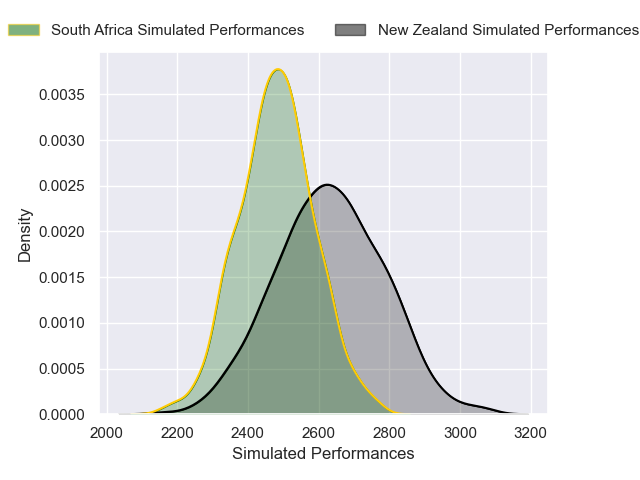 South Africa Simulated Performances
New Zealand Simulated Performances
0.0035
0.0030
0.0025
0.0020
0.0015
0.0010
0.0005
0.0000
Density
2000 2200 2400 2600 2800 3000 3200
Simulated Performances